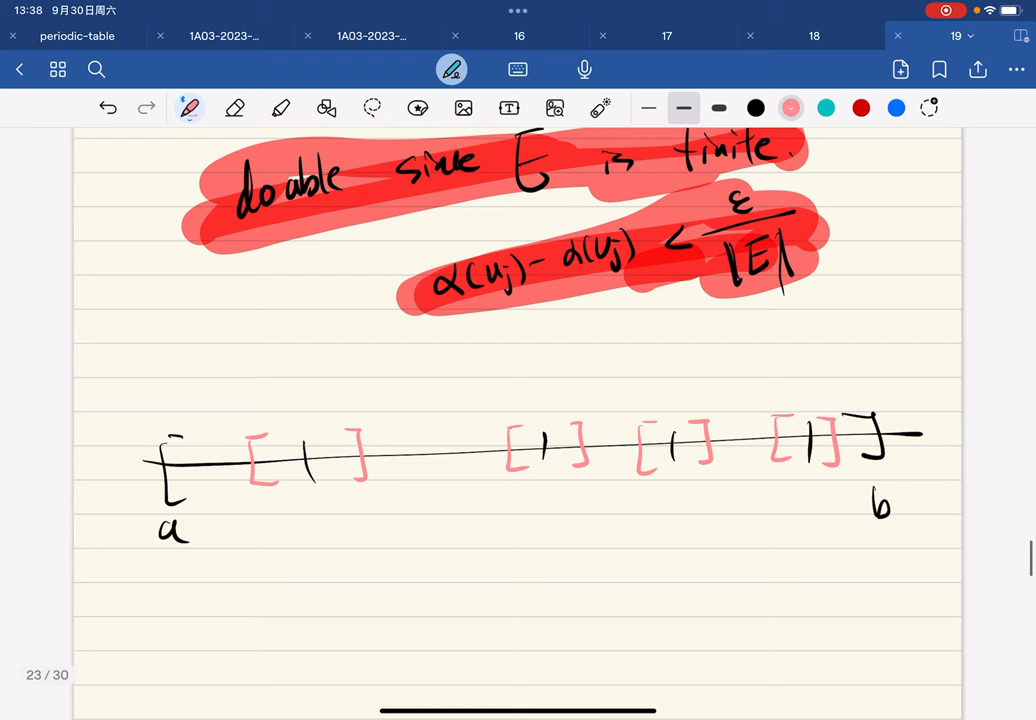 13:38 9月30日周六
periodic-table 1A03-2023-... 1A03-2023-... 16 17 18 19
doable since E is finite.
α(uj) - α(vj) < ε / |E|
a b
23 / 30